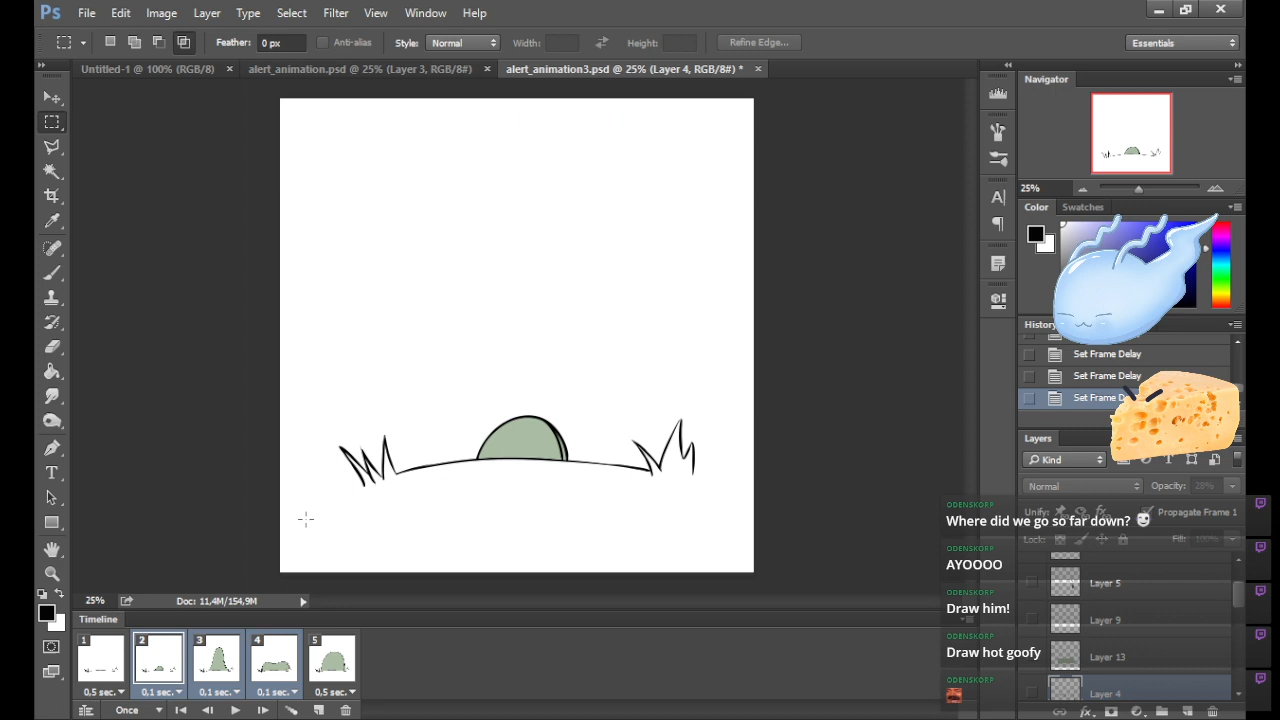 Ps File Edit Image Layer Type Select Filter View Window Help
Feather: 0 px Anti-alias Style: Normal Width: Height: Refine Edge... Essentials
Untitled-1 @ 100% (RGB/8) × alert_animation.psd @ 25% (Layer 3, RGB/8#) × alert_animation3.psd @ 25% (Layer 4, RGB/8#) * ×
Navigator
25%
Color Swatches
History
Set Frame Delay
Set Frame Delay
Set Frame D
Layers
Kind
Normal Opacity: 28%
Unify: Propagate Frame 1
Lock: Fill: 100%
Layer 5
Layer 9
Layer 13
Layer 4
ODENSKORP
Where did we go so far down?
ODENSKORP
AYOOOO
ODENSKORP
Draw him!
ODENSKORP
Draw hot goofy
ODENSKORP
25% Doc: 11,4M/154,9M
Timeline
1 2 3 4 5
0,5 sec. 0,1 sec. 0,1 sec. 0,1 sec. 0,5 sec.
Once